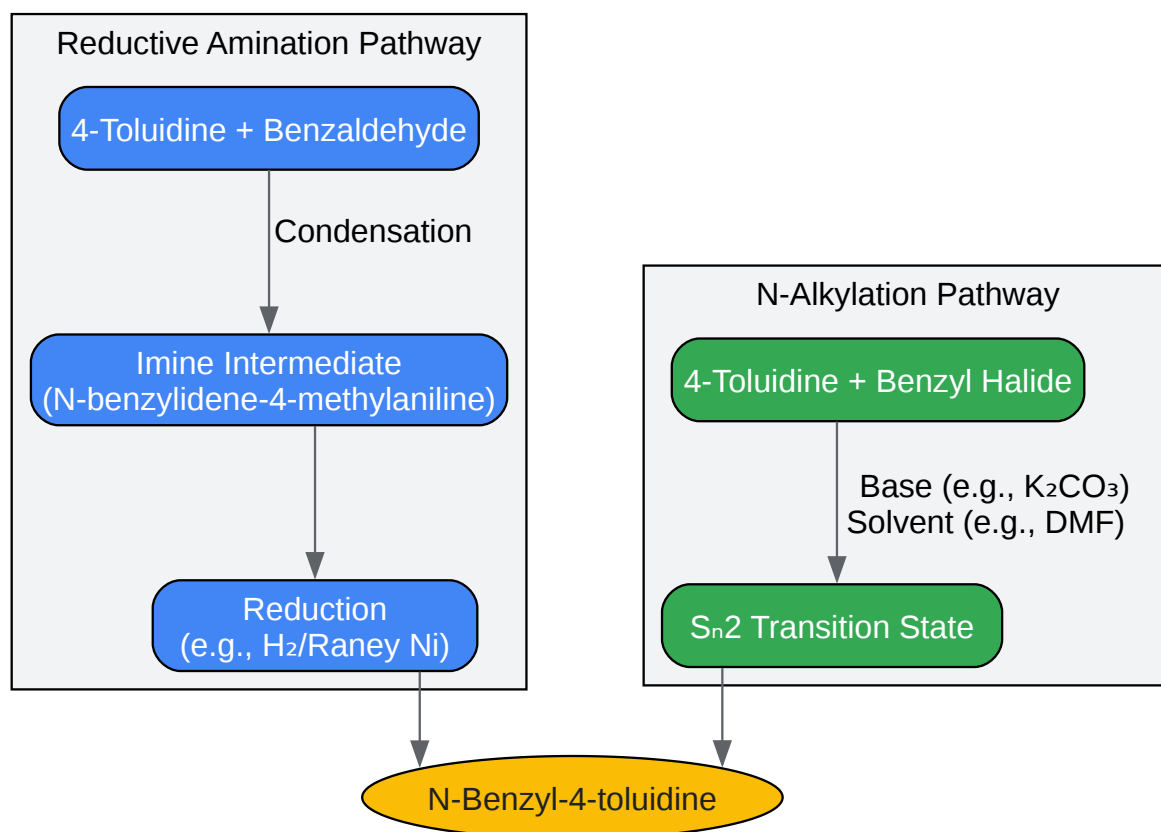 Reductive Amination Pathway
4-Toluidine + Benzaldehyde
Condensation
Imine Intermediate
(N-benzylidene-4-methylaniline)
Reduction
(e.g., H₂/Raney Ni)
N-Alkylation Pathway
4-Toluidine + Benzyl Halide
Base (e.g., K₂CO₃)
Solvent (e.g., DMF)
Sₙ2 Transition State
N-Benzyl-4-toluidine